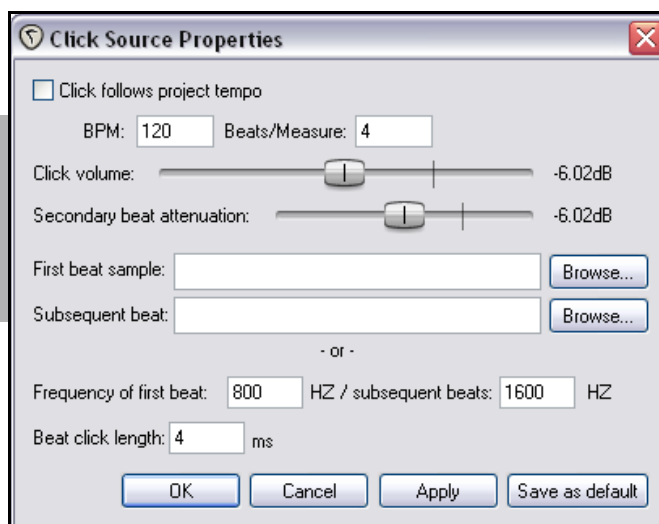 Click Source Properties
Click follows project tempo
BPM: 120 Beats/Measure: 4
Click volume: -6.02dB
Secondary beat attenuation: -6.02dB
First beat sample: Browse...
Subsequent beat: Browse...
- or -
Frequency of first beat: 800 HZ / subsequent beats: 1600 HZ
Beat click length: 4 ms
OK Cancel Apply Save as default